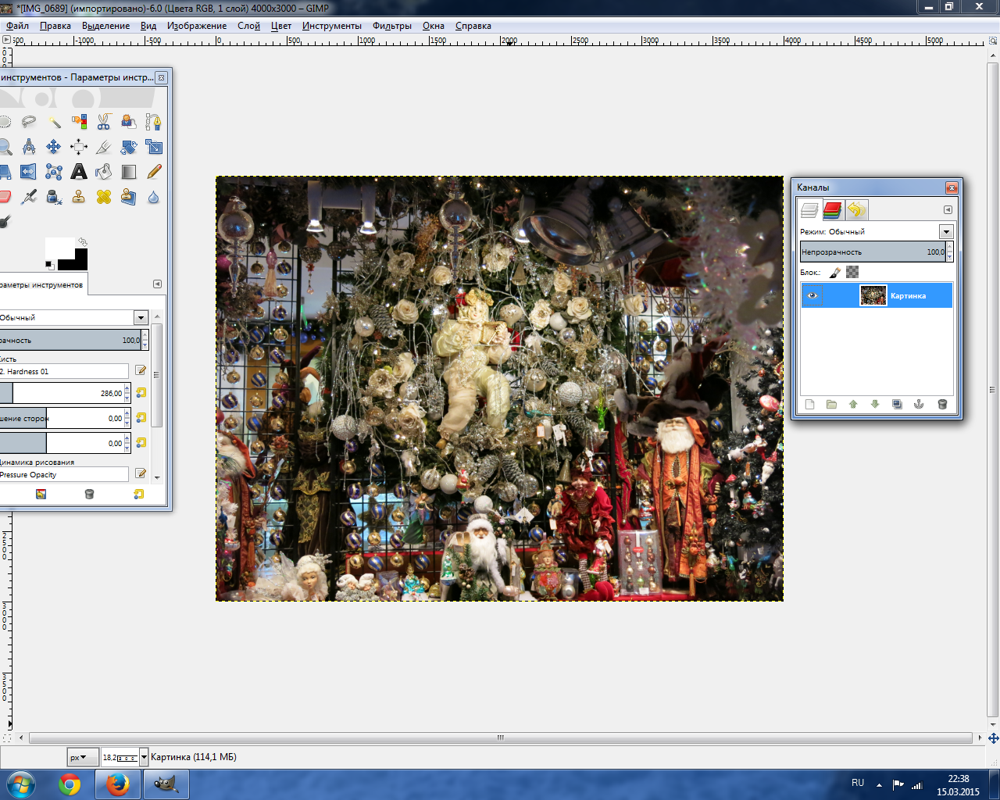 *[IMG_0689] (импортировано)-6.0 (Цвета RGB, 1 слой) 4000x3000 – GIMP
Файл Правка Выделение Вид Изображение Слой Цвет Инструменты Фильтры Окна Справка
-1000 -500 0 500 1000 1500 2000 2500 3000 3500 4000 4500 5000
инструментов - Параметры инстр...
раметры инструментов
Обычный
100,0
2. Hardness 01
286,00
шение сторон 0,00
0,00
Динамика рисования
Pressure Opacity
2500
3000
3500
Каналы
Режим: Обычный
Непрозрачность 100,0
Блок.:
Картинка
px 18,2 Картинка (114,1 МБ)
RU
22:38
15.03.2015